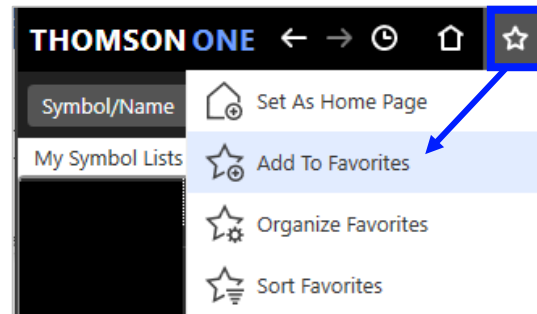 THOMSON ONE
Symbol/Name
Set As Home Page
My Symbol Lists
Add To Favorites
Organize Favorites
Sort Favorites